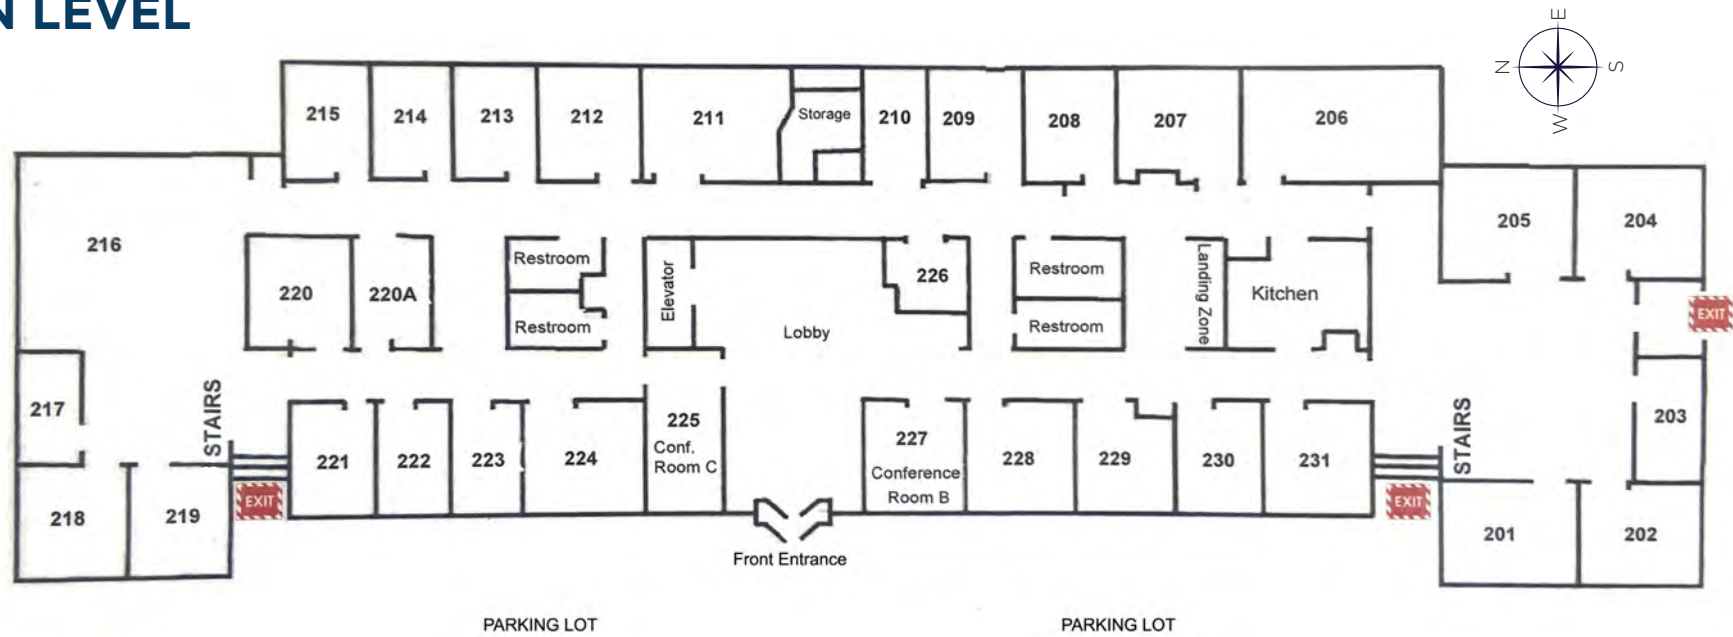 N LEVEL
E
N
S
W
215
214
213
212
211
Storage
210
209
208
207
206
216
205
204
220
220A
Restroom
Restroom
Elevator
Lobby
226
Restroom
Restroom
Landing Zone
Kitchen
EXIT
217
STAIRS
221
222
223
224
225
Conf.
Room C
227
Conference
Room B
228
229
230
231
STAIRS
203
218
219
EXIT
EXIT
201
202
Front Entrance
PARKING LOT
PARKING LOT